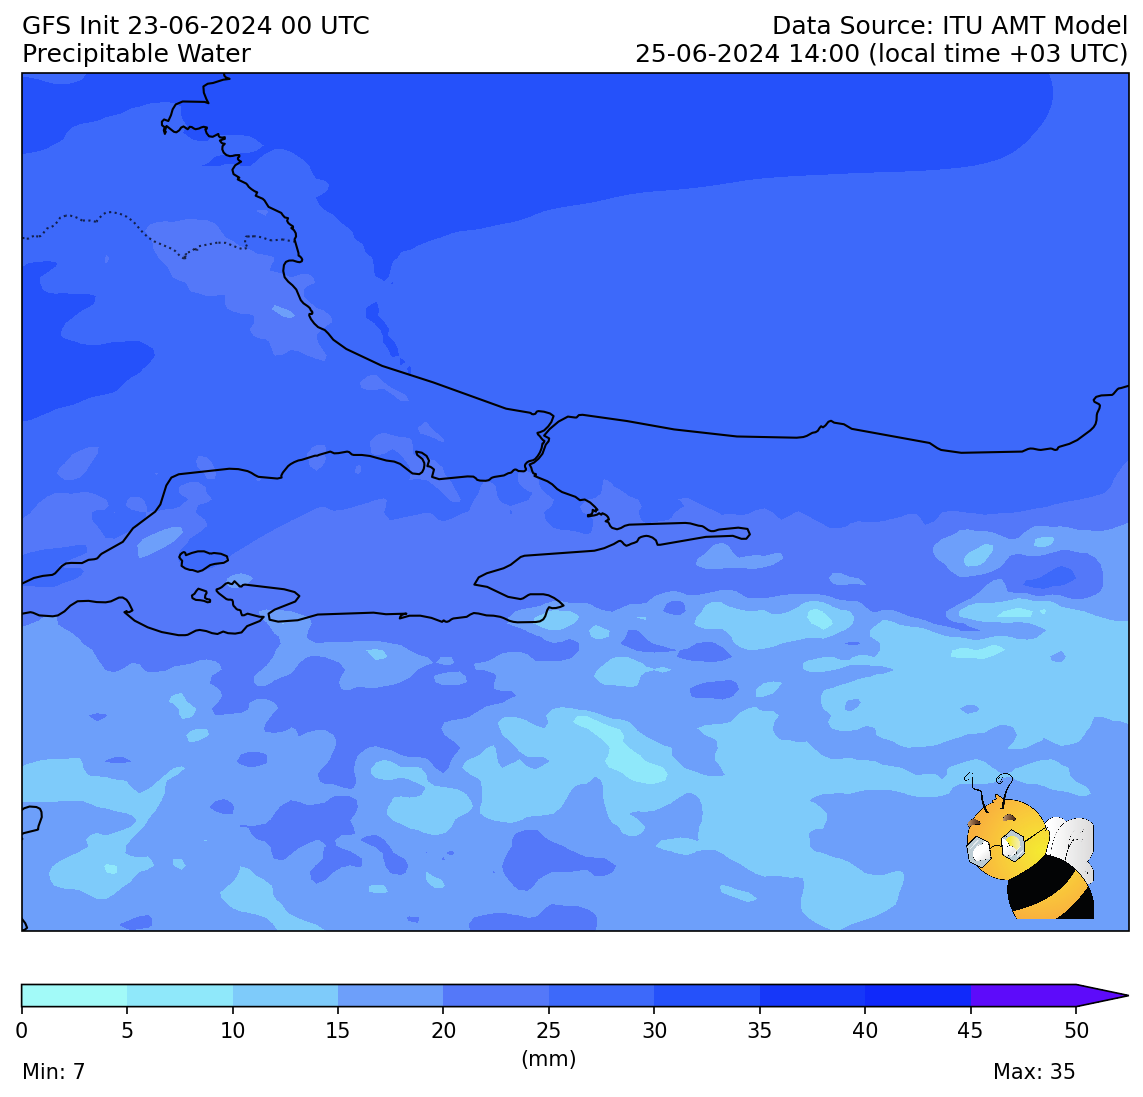 GFS Init 23-06-2024 00 UTC
Data Source: ITU AMT Model
Precipitable Water
25-06-2024 14:00 (local time +03 UTC)
0 5 10 15 20 25 30 35 40 45 50
(mm)
Min: 7
Max: 35